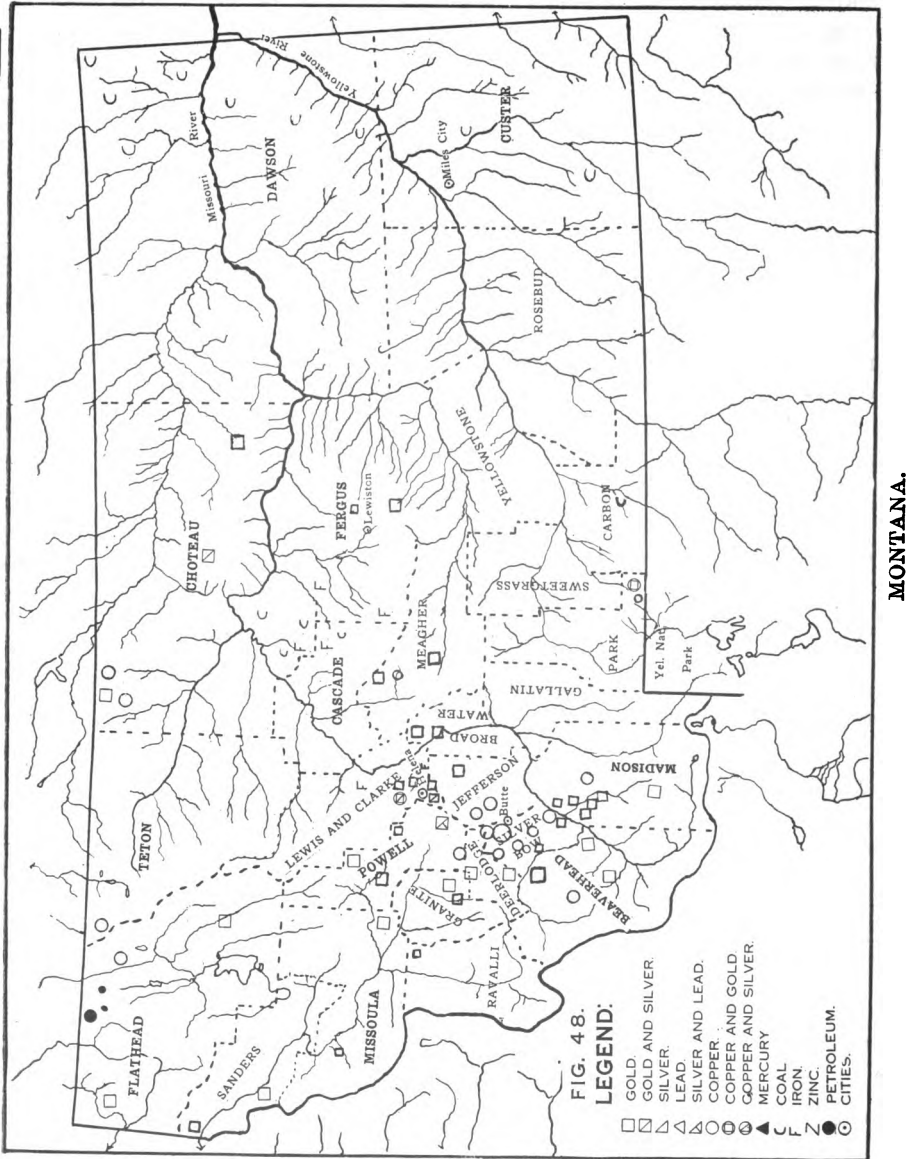 Missouri
River
Yellowstone
River
DAWSON
Miles City
CUSTER
ROSEBUD
YELLOWSTONE
CHOTEAU
FERGUS
Lewiston
CARBON
SWEETGRASS
MEAGHER
CASCADE
PARK
Yel. Nat.
Park
GALLATIN
BROAD
WATER
TETON
LEWIS AND CLARKE
Helena
JEFFERSON
MADISON
POWELL
Butte
SILVER
BOW
DEERLODGE
GRANITE
BEAVERHEAD
RAVALLI
MISSOULA
FLATHEAD
SANDERS
FIG. 48.
LEGEND:
GOLD.
GOLD AND SILVER.
SILVER.
LEAD.
SILVER AND LEAD.
COPPER.
COPPER AND GOLD.
COPPER AND SILVER.
MERCURY
C COAL
F IRON.
Z ZINC.
PETROLEUM.
CITIES.
MONTANA.